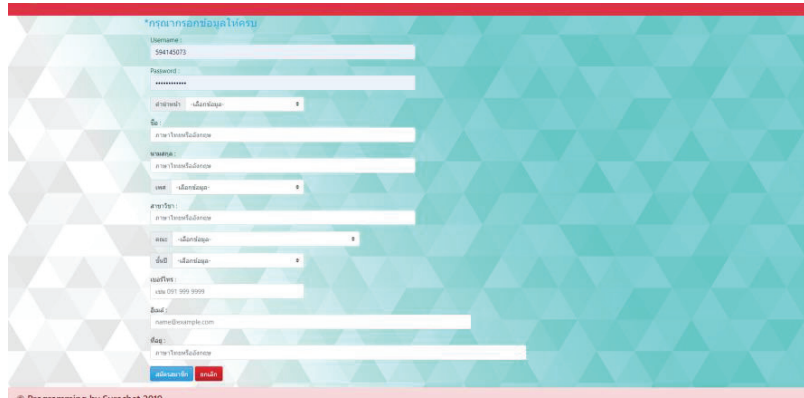 *กรุณากรอกข้อมูลให้ครบ
Username :
594145073
Password :
••••••••••••
คำนำหน้า -เลือกข้อมูล-
ชื่อ :
ภาษาไทยหรืออังกฤษ
นามสกุล :
ภาษาไทยหรืออังกฤษ
เพศ -เลือกข้อมูล-
สาขาวิชา :
ภาษาไทยหรืออังกฤษ
คณะ -เลือกข้อมูล-
ชั้นปี -เลือกข้อมูล-
เบอร์โทร :
เช่น 091 999 9999
อีเมล์ :
name@example.com
ที่อยู่ :
ภาษาไทยหรืออังกฤษ
สมัครสมาชิก ยกเลิก
© Programming by Surachet 2019